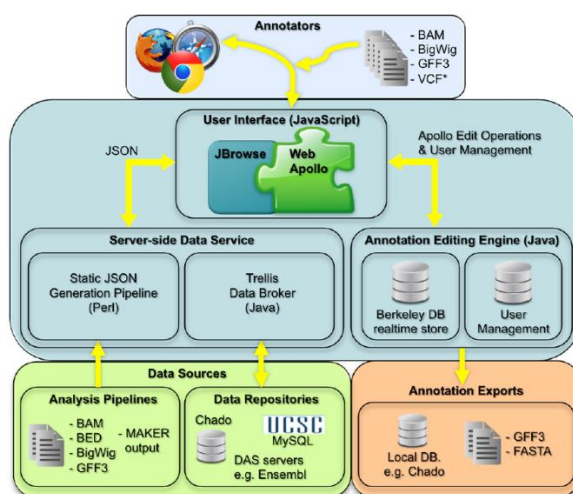 Annotators
- BAM
- BigWig
- GFF3
- VCF*
User Interface (JavaScript)
JBrowse
Web
Apollo
JSON
Apollo Edit Operations
& User Management
Server-side Data Service
Static JSON
Generation Pipeline
(Perl)
Trellis
Data Broker
(Java)
Annotation Editing Engine (Java)
Berkeley DB
realtime store
User
Management
Data Sources
Analysis Pipelines
- BAM
- BED
- BigWig
- GFF3
- MAKER
output
Data Repositories
Chado
UCSC
MySQL
DAS servers
e.g. Ensembl
Annotation Exports
Local DB.
e.g. Chado
- GFF3
- FASTA